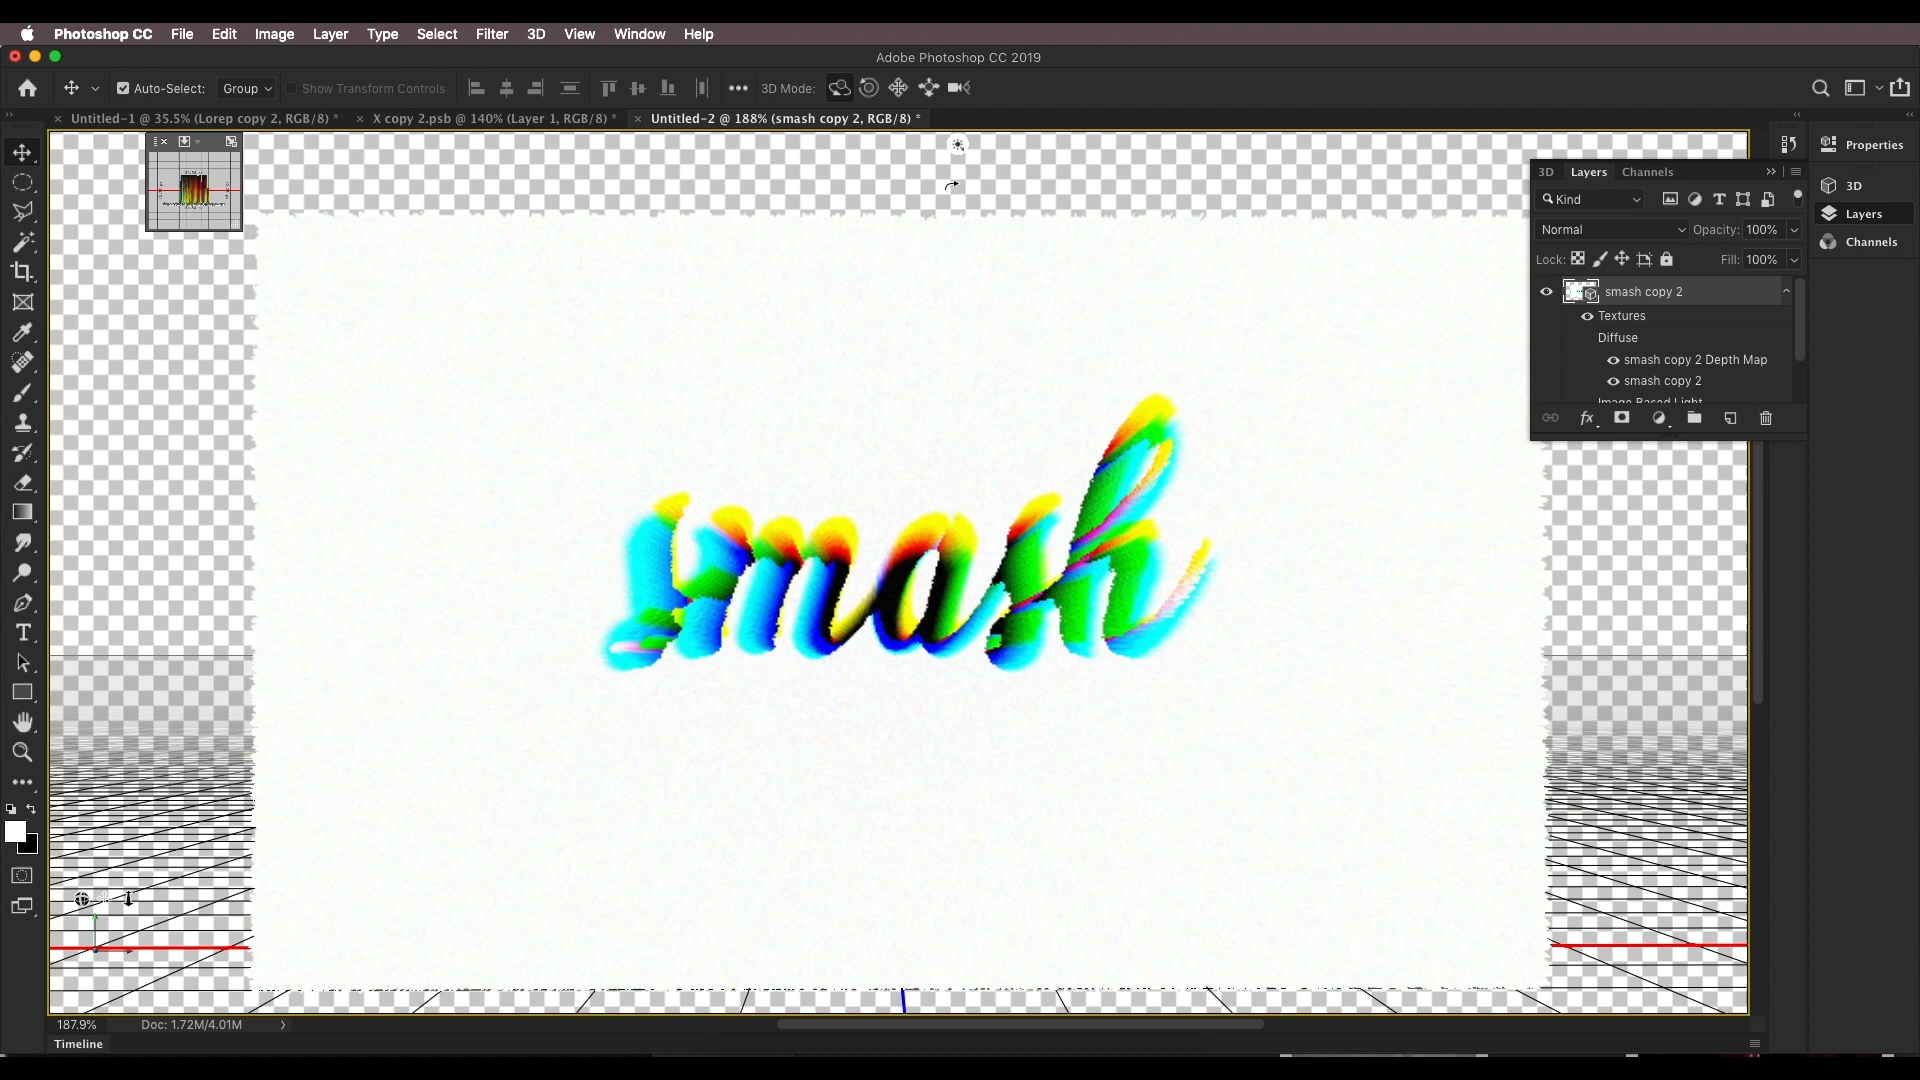 Photoshop CC File Edit Image Layer Type Select Filter 3D View Window Help
Adobe Photoshop CC 2019
Auto-Select: Group Show Transform Controls 3D Mode:
Untitled-1 @ 35.5% (Lorep copy 2, RGB/8) * X copy 2.psb @ 140% (Layer 1, RGB/8) * Untitled-2 @ 188% (smash copy 2, RGB/8) *
Properties
3D
Layers
Channels
3D Layers Channels
Kind
Normal Opacity: 100%
Lock: Fill: 100%
smash copy 2
Textures
Diffuse
smash copy 2 Depth Map
smash copy 2
Image Based Light
smash
187.9% Doc: 1.72M/4.01M
Timeline